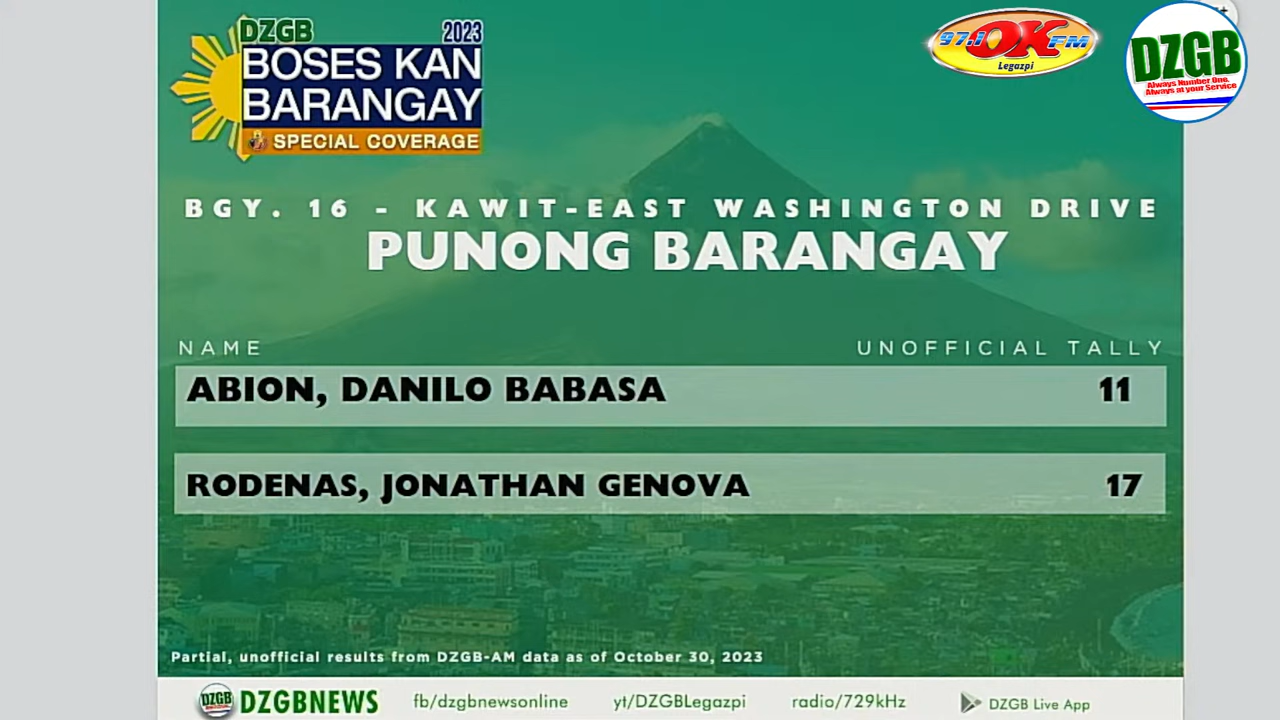 DZGB 2023
BOSES KAN
BARANGAY
SPECIAL COVERAGE
97.1 OK FM
Legazpi
DZGB
Always Number One,
Always at your Service
BGY. 16 - KAWIT-EAST WASHINGTON DRIVE
PUNONG BARANGAY
NAME UNOFFICIAL TALLY
ABION, DANILO BABASA 11
RODENAS, JONATHAN GENOVA 17
Partial, unofficial results from DZGB-AM data as of October 30, 2023
DZGB DZGBNEWS fb/dzgbnewsonline yt/DZGBLegazpi radio/729kHz DZGB Live App